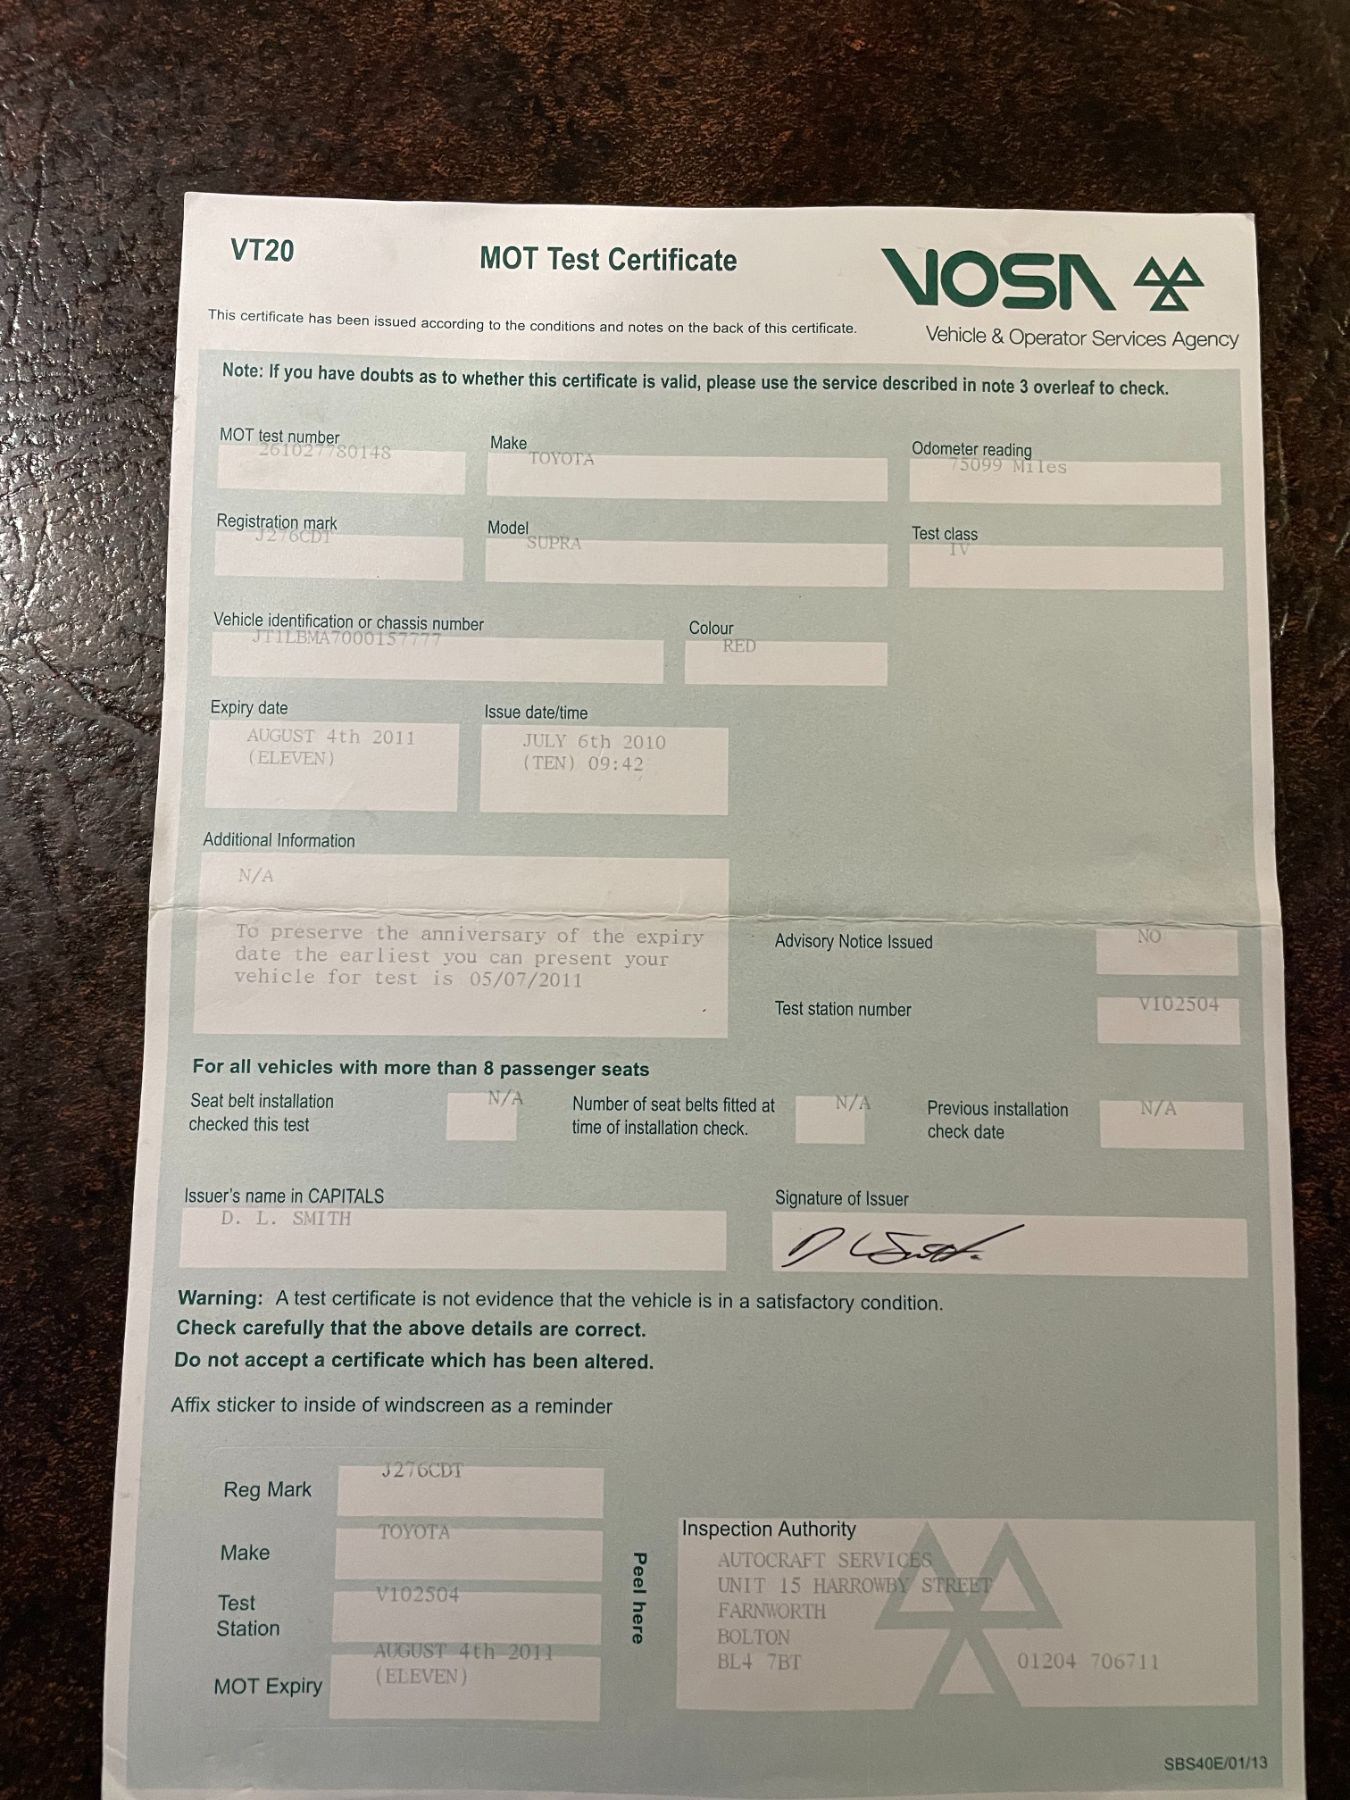 VT20
MOT Test Certificate
VOSA
Vehicle & Operator Services Agency
This certificate has been issued according to the conditions and notes on the back of this certificate.
Note: If you have doubts as to whether this certificate is valid, please use the service described in note 3 overleaf to check.
MOT test number
261027780148
Make
TOYOTA
Odometer reading
75099 Miles
Registration mark
J276CDT
Model
SUPRA
Test class
IV
Vehicle identification or chassis number
JT1LBMA7000157777
Colour
RED
Expiry date
AUGUST 4th 2011
(ELEVEN)
Issue date/time
JULY 6th 2010
(TEN) 09:42
Additional Information
N/A
To preserve the anniversary of the expiry
date the earliest you can present your
vehicle for test is 05/07/2011
Advisory Notice Issued
NO
Test station number
V102504
For all vehicles with more than 8 passenger seats
Seat belt installation
checked this test
N/A
Number of seat belts fitted at
time of installation check.
N/A
Previous installation
check date
N/A
Issuer's name in CAPITALS
D. L. SMITH
Signature of Issuer
D L Smith
Warning: A test certificate is not evidence that the vehicle is in a satisfactory condition.
Check carefully that the above details are correct.
Do not accept a certificate which has been altered.
Affix sticker to inside of windscreen as a reminder
Reg Mark
J276CDT
Make
TOYOTA
Test
Station
V102504
MOT Expiry
AUGUST 4th 2011
(ELEVEN)
Peel here
Inspection Authority
AUTOCRAFT SERVICES
UNIT 15 HARROWBY STREET
FARNWORTH
BOLTON
BL4 7BT 01204 706711
SBS40E/01/13